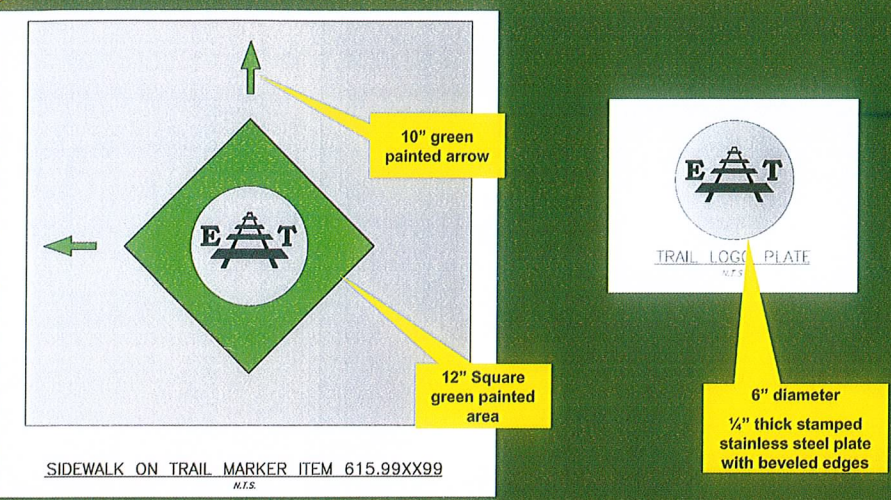 10" green
painted arrow
E T
12" Square
green painted
area
SIDEWALK ON TRAIL MARKER ITEM 615.99XX99
N.T.S.
E T
TRAIL LOGO PLATE
N.T.S.
6" diameter
¼" thick stamped
stainless steel plate
with beveled edges